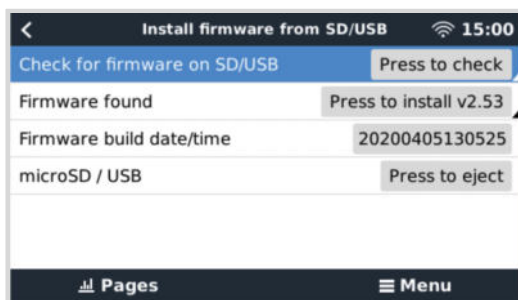 Install firmware from SD/USB 15:00
Check for firmware on SD/USB Press to check
Firmware found Press to install v2.53
Firmware build date/time 20200405130525
microSD / USB Press to eject
Pages Menu